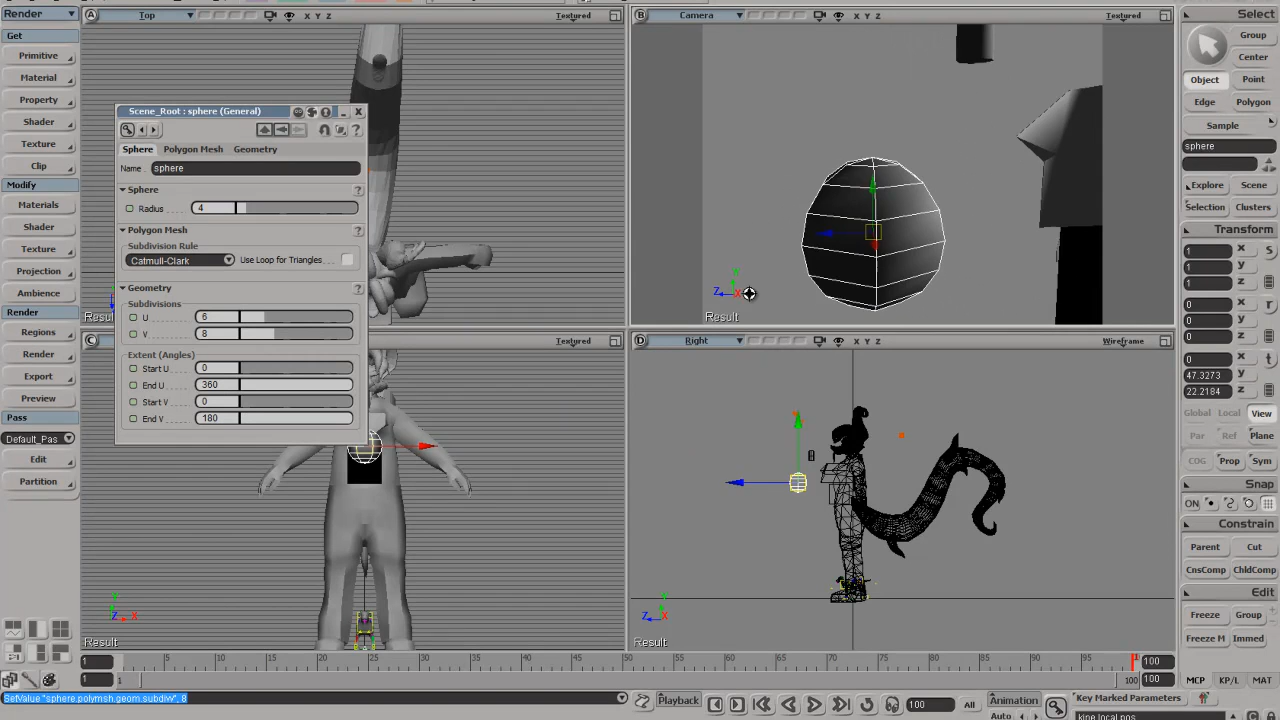 Render
Get
Primitive
Material
Property
Shader
Texture
Clip
Modify
Materials
Shader
Texture
Projection
Ambience
Render
Regions
Render
Export
Preview
Pass
Default_Pas
Edit
Partition
A Top X Y Z Textured
B Camera X Y Z Textured
Scene_Root : sphere (General)
Sphere Polygon Mesh Geometry
Name sphere
Sphere ?
Radius 4
Polygon Mesh ?
Subdivision Rule
Catmull-Clark Use Loop for Triangles
Geometry ?
Subdivisions
U 6
V 8
Extent (Angles)
Start U 0
End U 360
Start V 0
End V 180
Y
Z X
Result
Result
C Textured
D Right X Y Z Wireframe
Y
Z X
Result
Y
Z X
Result
Select
Group
Center
Object Point
Edge Polygon
Sample
sphere
Explore Scene
Selection Clusters
Transform
1 x S
1 y
1 z
0 x r
0 y
0 z
0 x t
47.3273 y
22.2184 z
Global Local View
Par Ref Plane
COG Prop Sym
Snap
ON
Constrain
Parent Cut
CnsComp ChldComp
Edit
Freeze Group
Freeze M Immed
1 5 10 15 20 25 30 35 40 45 50 55 60 65 70 75 80 85 90 95 100
1 1 100 100
MCP KP/L MAT
SetValue "sphere.polymsh.geom.subdivv", 8
Playback 100 All Animation Key Marked Parameters
Auto kine.local.pos